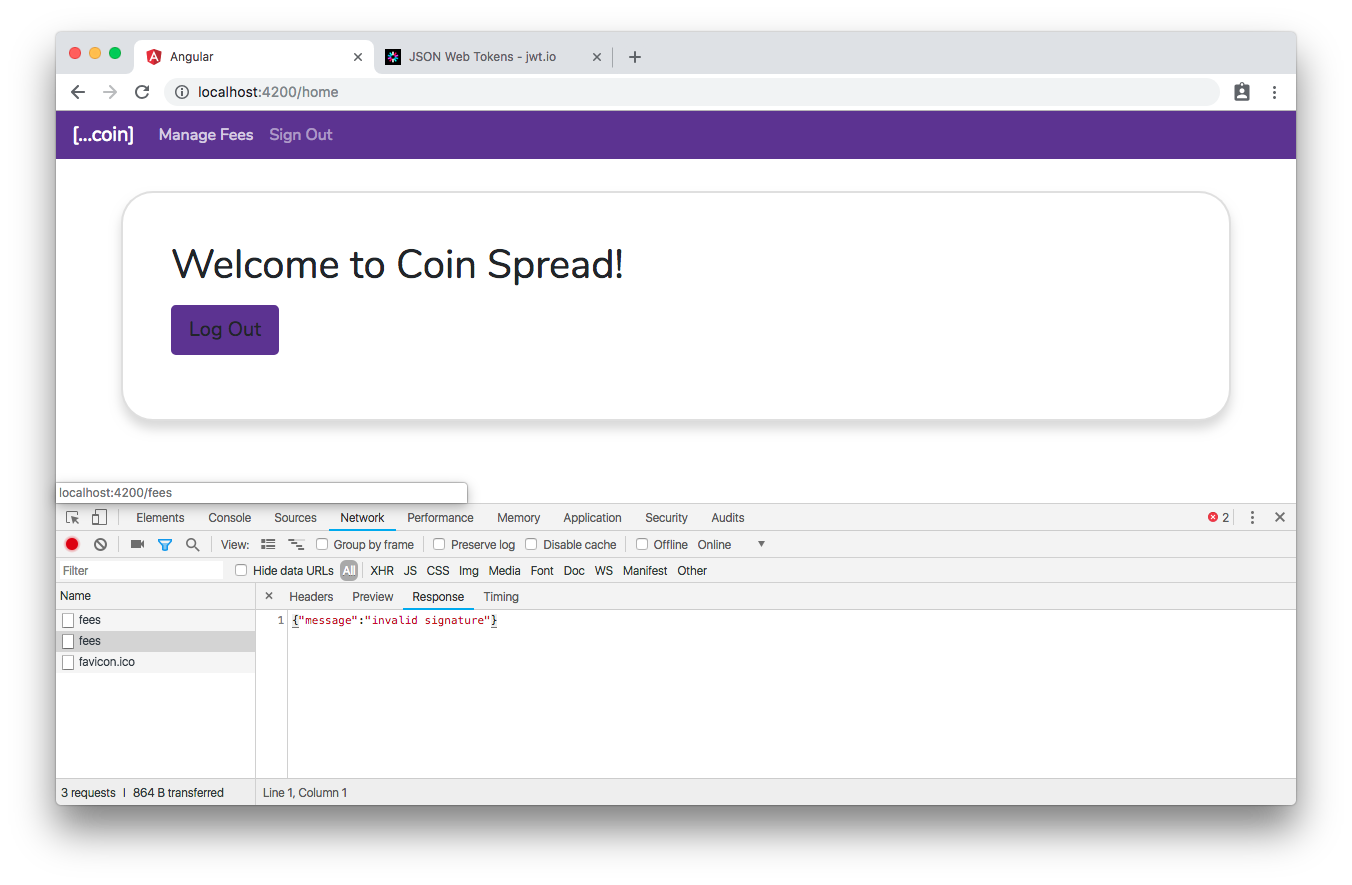 Angular
JSON Web Tokens - jwt.io
localhost:4200/home
[...coin] Manage Fees Sign Out
Welcome to Coin Spread!
Log Out
localhost:4200/fees
Elements Console Sources Network Performance Memory Application Security Audits 2
View: Group by frame Preserve log Disable cache Offline Online
Filter Hide data URLs All XHR JS CSS Img Media Font Doc WS Manifest Other
Name
Headers Preview Response Timing
fees
fees
favicon.ico
1 {"message":"invalid signature"}
3 requests | 864 B transferred
Line 1, Column 1